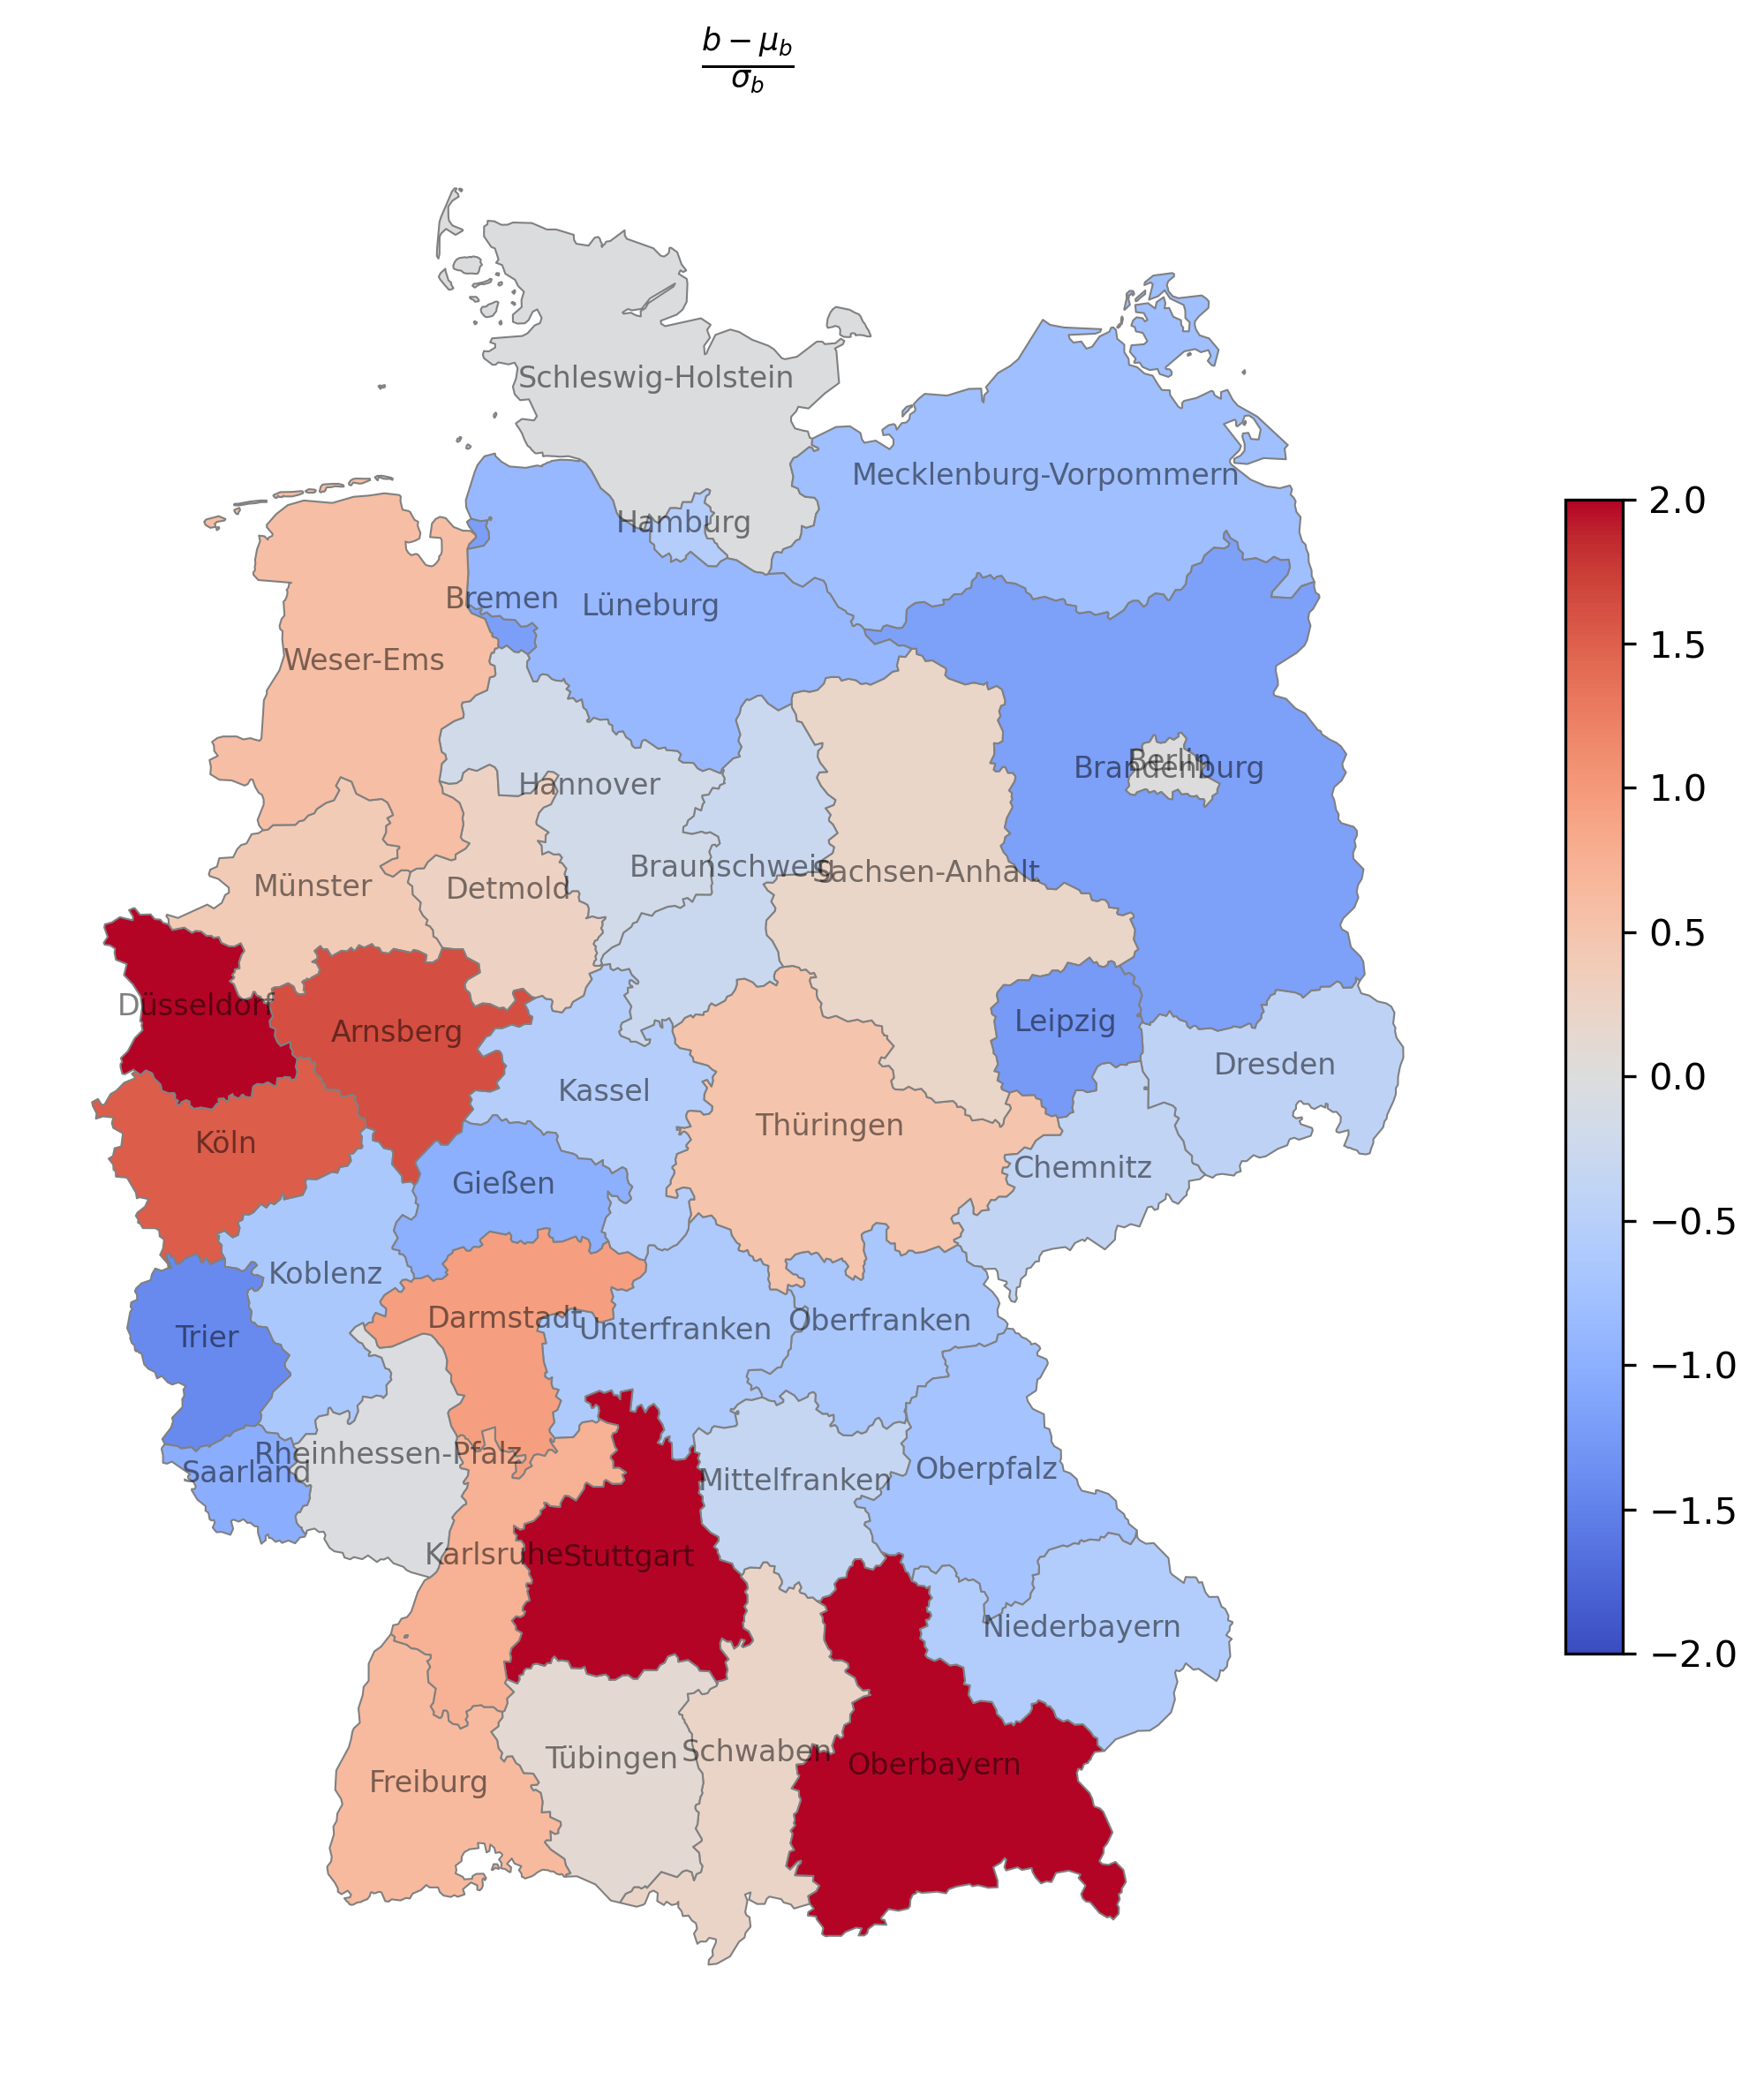 b − μ_b
σ_b
Schleswig-Holstein
Mecklenburg-Vorpommern
Hamburg
Bremen
Lüneburg
Weser-Ems
Berlin
Brandenburg
Hannover
Braunschweig
Sachsen-Anhalt
Münster
Detmold
Düsseldorf
Arnsberg
Leipzig
Dresden
Kassel
Köln
Thüringen
Chemnitz
Gießen
Koblenz
Trier
Darmstadt
Unterfranken
Oberfranken
Rheinhessen-Pfalz
Saarland
Mittelfranken
Oberpfalz
Karlsruhe
Stuttgart
Niederbayern
Tübingen
Schwaben
Oberbayern
Freiburg
2.0
1.5
1.0
0.5
0.0
−0.5
−1.0
−1.5
−2.0